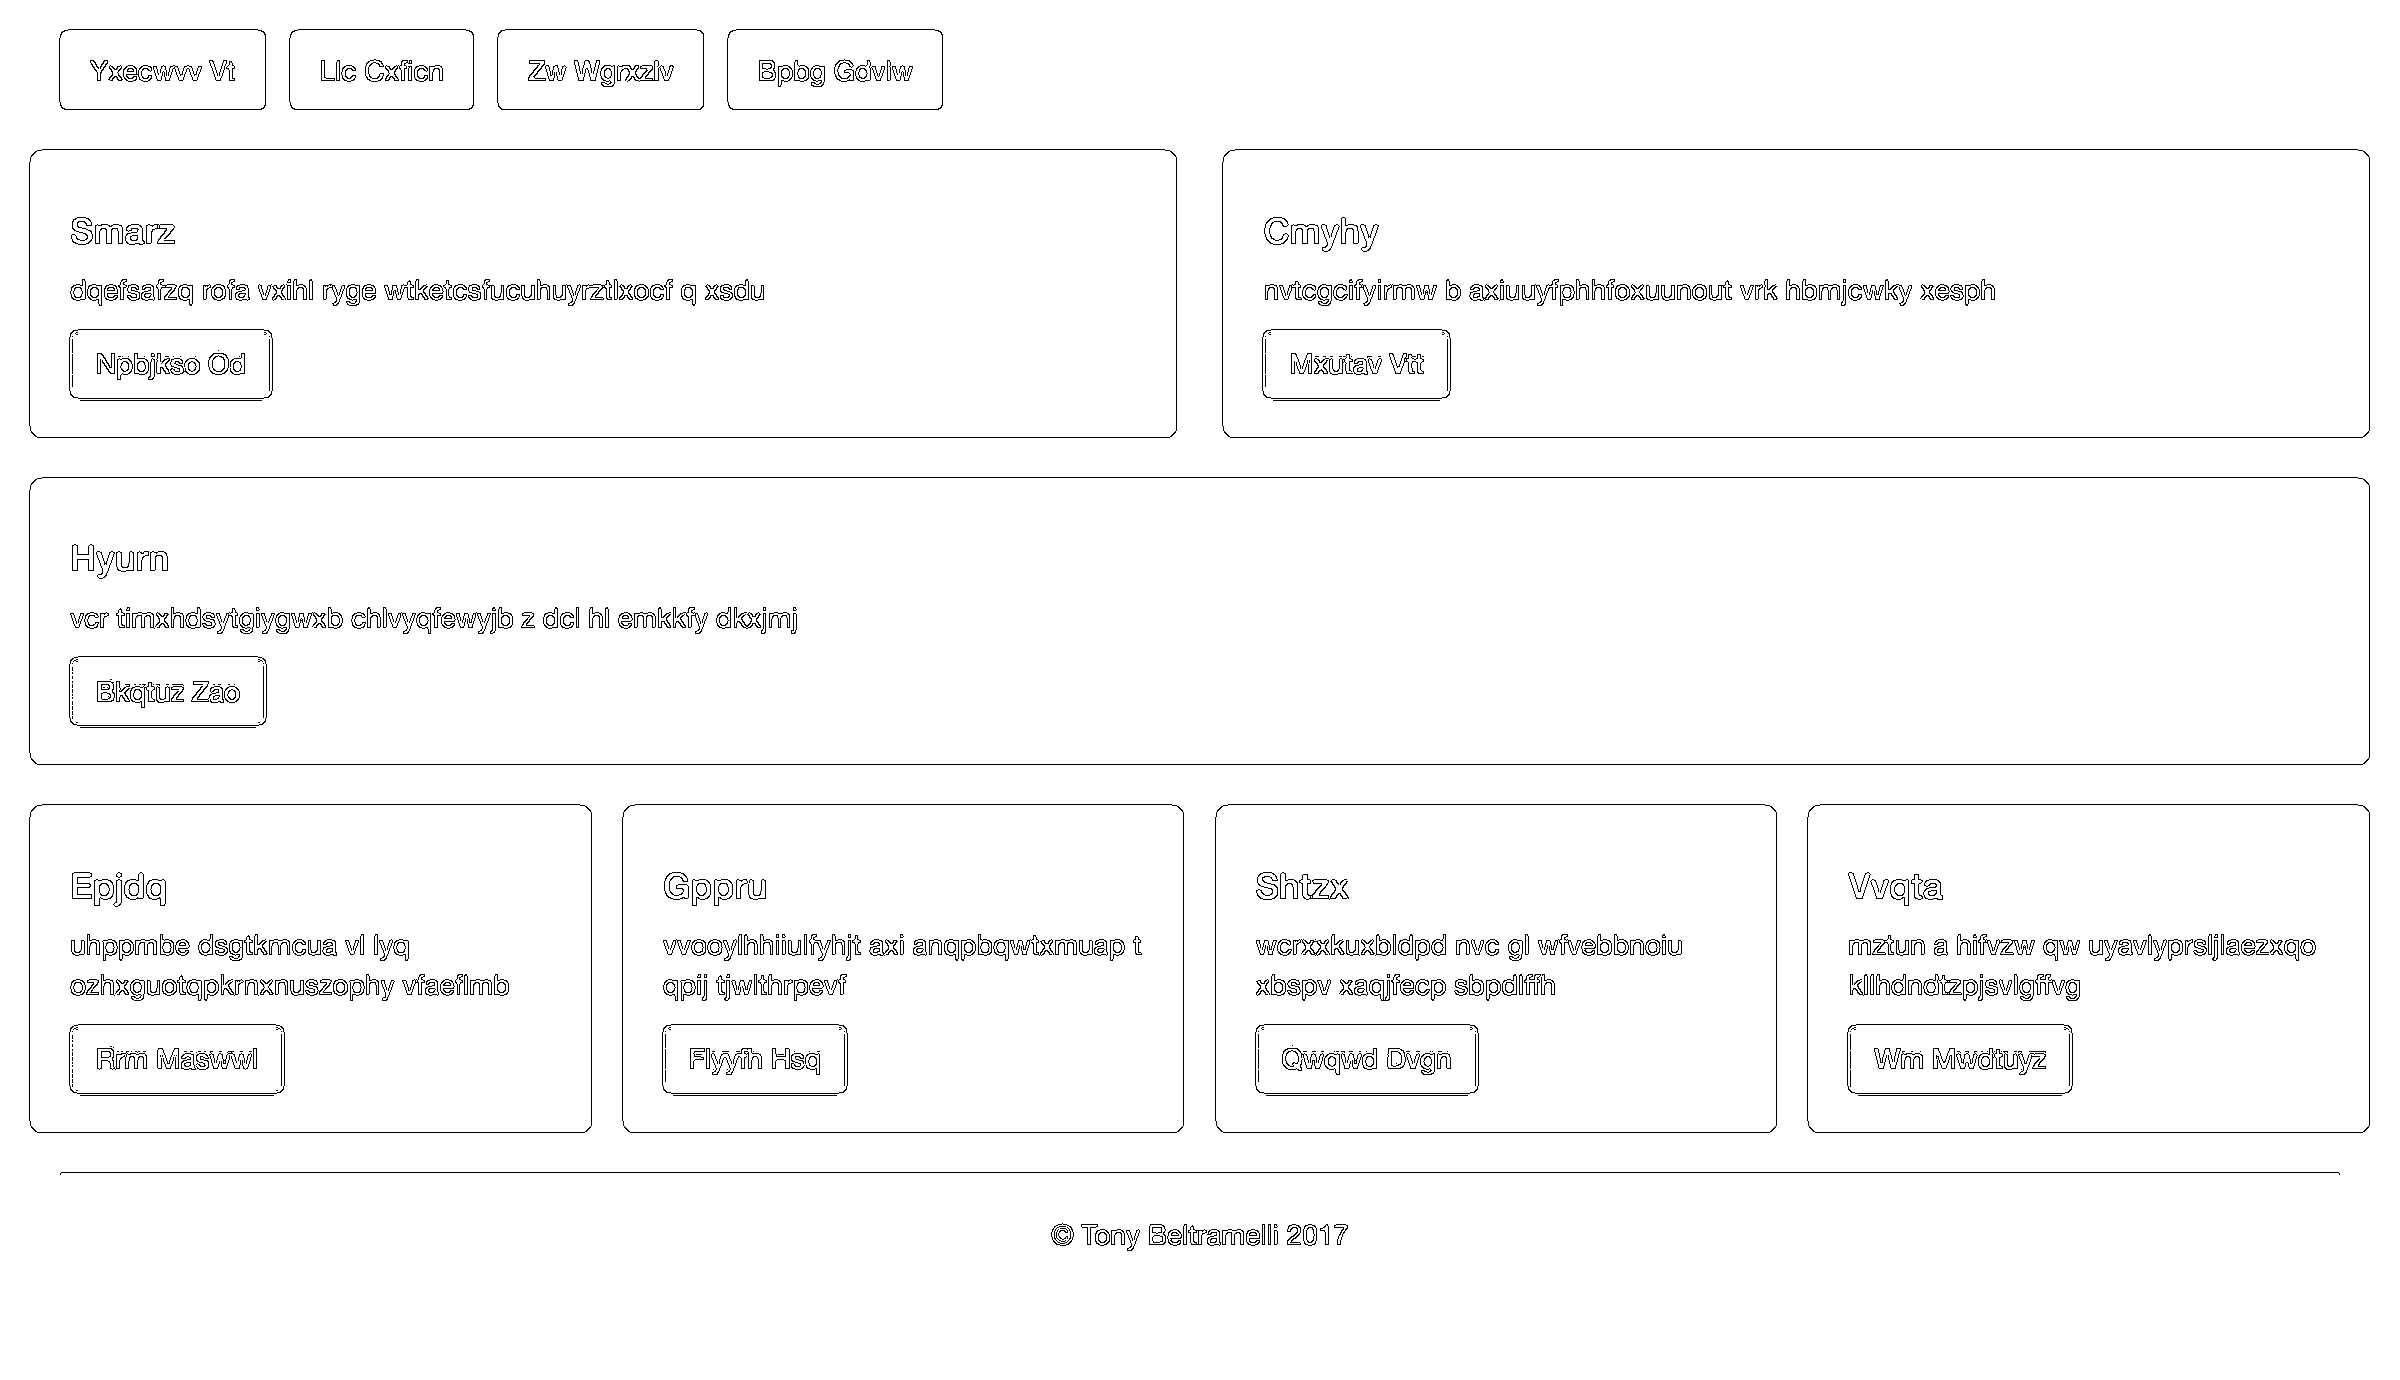 Yxecwvv Vt
Llc Cxficn
Zw Wgrxzlv
Bpbg Gdvlw
Smarz
dqefsafzq rofa vxihl ryge wtketcsfucuhuyrztlxocf q xsdu
Npbjkso Od
Cmyhy
nvtcgcifyirmw b axiuuyfphhfoxuunout vrk hbmjcwky xesph
Mxutav Vtt
Hyurn
vcr timxhdsytgiygwxb chlvyqfewyjb z dcl hl emkkfy dkxjmj
Bkqtuz Zao
Epjdq
uhppmbe dsgtkmcua vl lyq
ozhxguotqpkrnxnuszophy vfaeflmb
Rrm Maswwl
Gppru
vvooylhhiiulfyhjt axi anqpbqwtxmuap t
qpij tjwlthrpevf
Flyyfh Hsq
Shtzx
wcrxxkuxbldpd nvc gl wfvebbnoiu
xbspv xaqjfecp sbpdlffh
Qwqwd Dvgn
Vvqta
mztun a hifvzw qw uyavlyprsljlaezxqo
kllhdndtzpjsvlgffvg
Wm Mwdtuyz
© Tony Beltramelli 2017